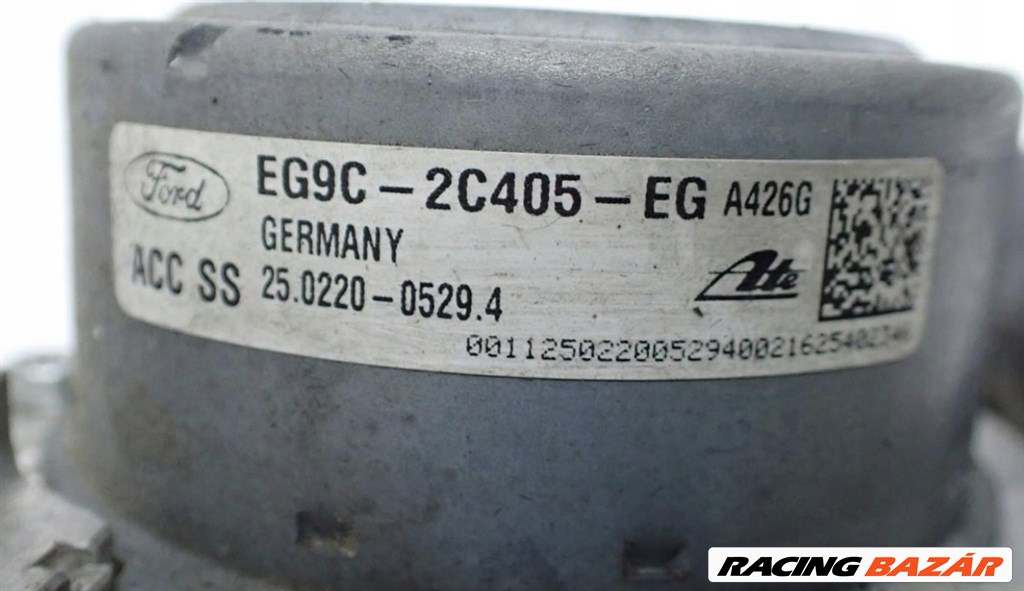 Ford EG9C-2C405-EG A426G
GERMANY
ACC SS 25.0220-0529.4
Ate
RACING BAZÁR